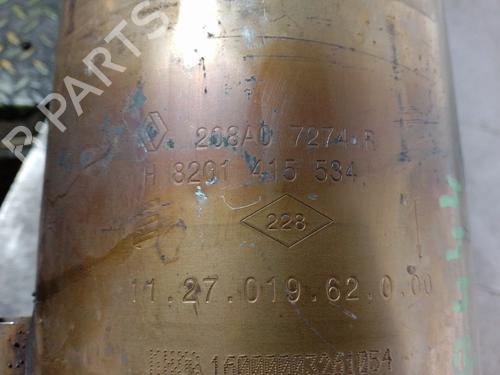 B-PARTS
208A0 7274 R
H 8201 415 534
228
11.27.019.62.0.00